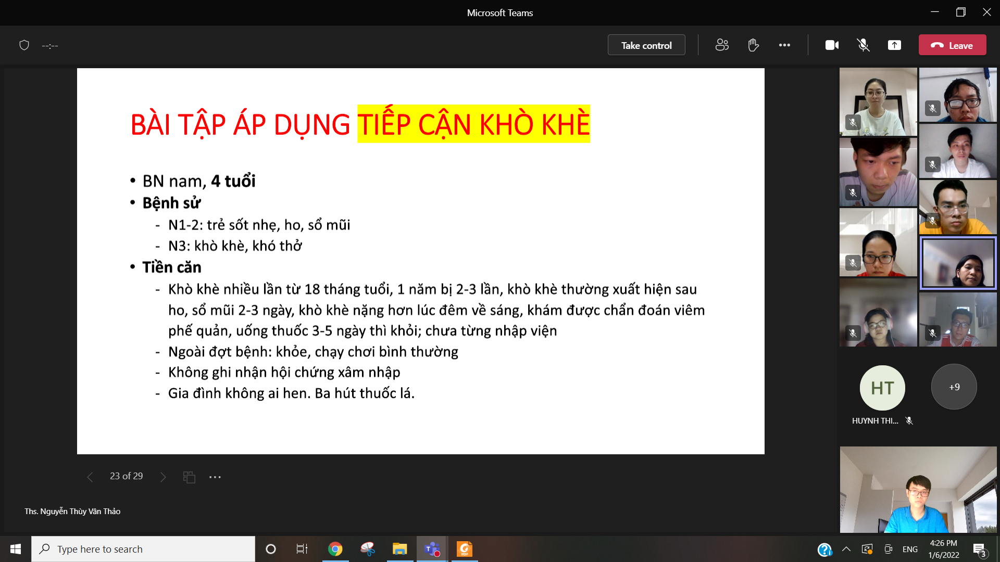 Microsoft Teams
--:--
Take control
Leave
BÀI TẬP ÁP DỤNG TIẾP CẬN KHÒ KHÈ
• BN nam, 4 tuổi
• Bệnh sử
- N1-2: trẻ sốt nhẹ, ho, sổ mũi
- N3: khò khè, khó thở
• Tiền căn
- Khò khè nhiều lần từ 18 tháng tuổi, 1 năm bị 2-3 lần, khò khè thường xuất hiện sau
ho, sổ mũi 2-3 ngày, khò khè nặng hơn lúc đêm về sáng, khám được chẩn đoán viêm
phế quản, uống thuốc 3-5 ngày thì khỏi; chưa từng nhập viện
- Ngoài đợt bệnh: khỏe, chạy chơi bình thường
- Không ghi nhận hội chứng xâm nhập
- Gia đình không ai hen. Ba hút thuốc lá.
HT
+9
HUYNH THI...
23 of 29
Ths. Nguyễn Thùy Vân Thảo
Type here to search
ENG
4:26 PM
1/6/2022
3